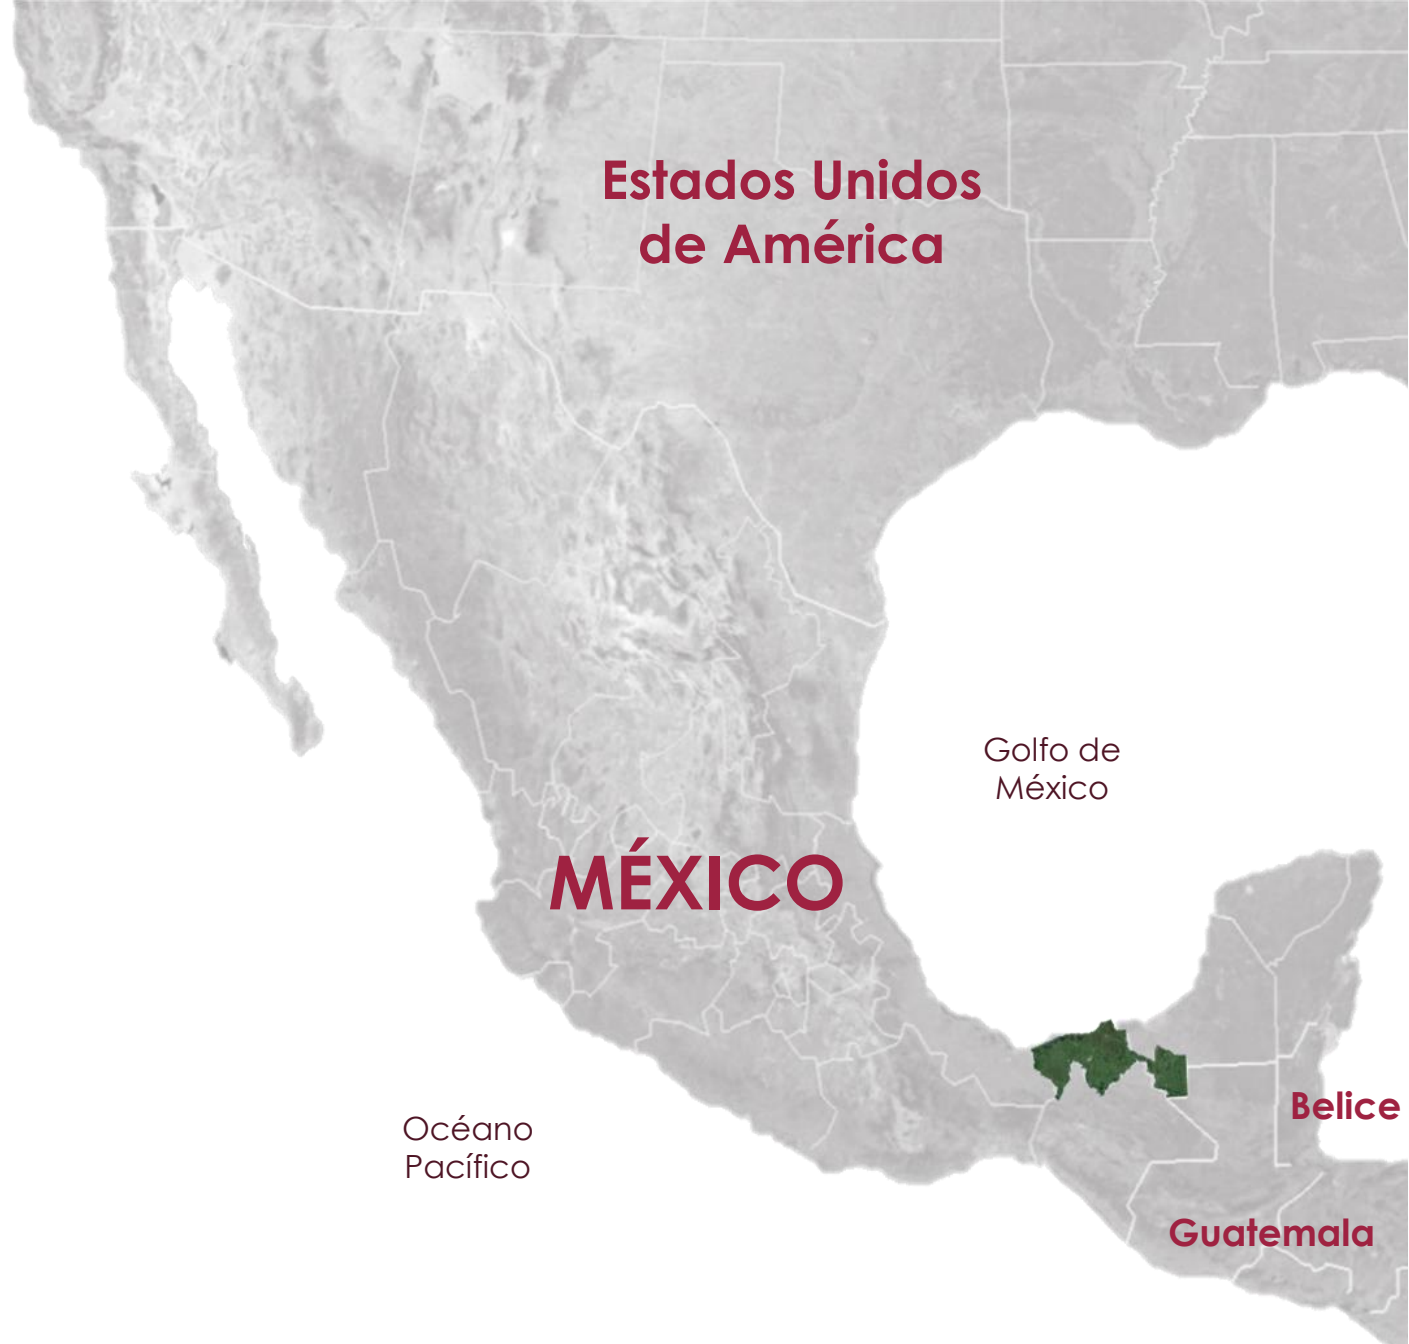 Estados Unidos
de América
Golfo de
México
MÉXICO
Belice
Océano
Pacífico
Guatemala